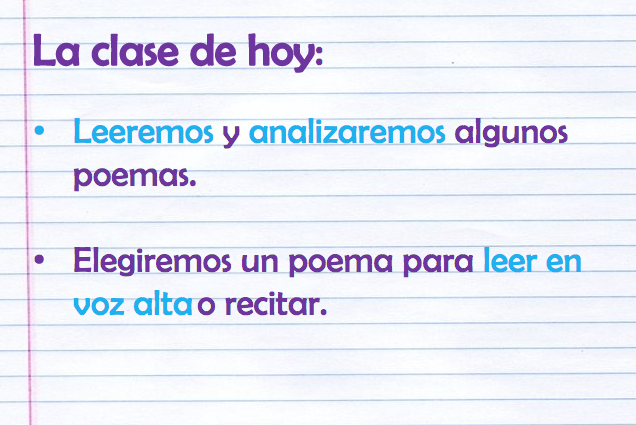 La clase de hoy:
• Leeremos y analizaremos algunos
poemas.
• Elegiremos un poema para leer en
voz alta o recitar.